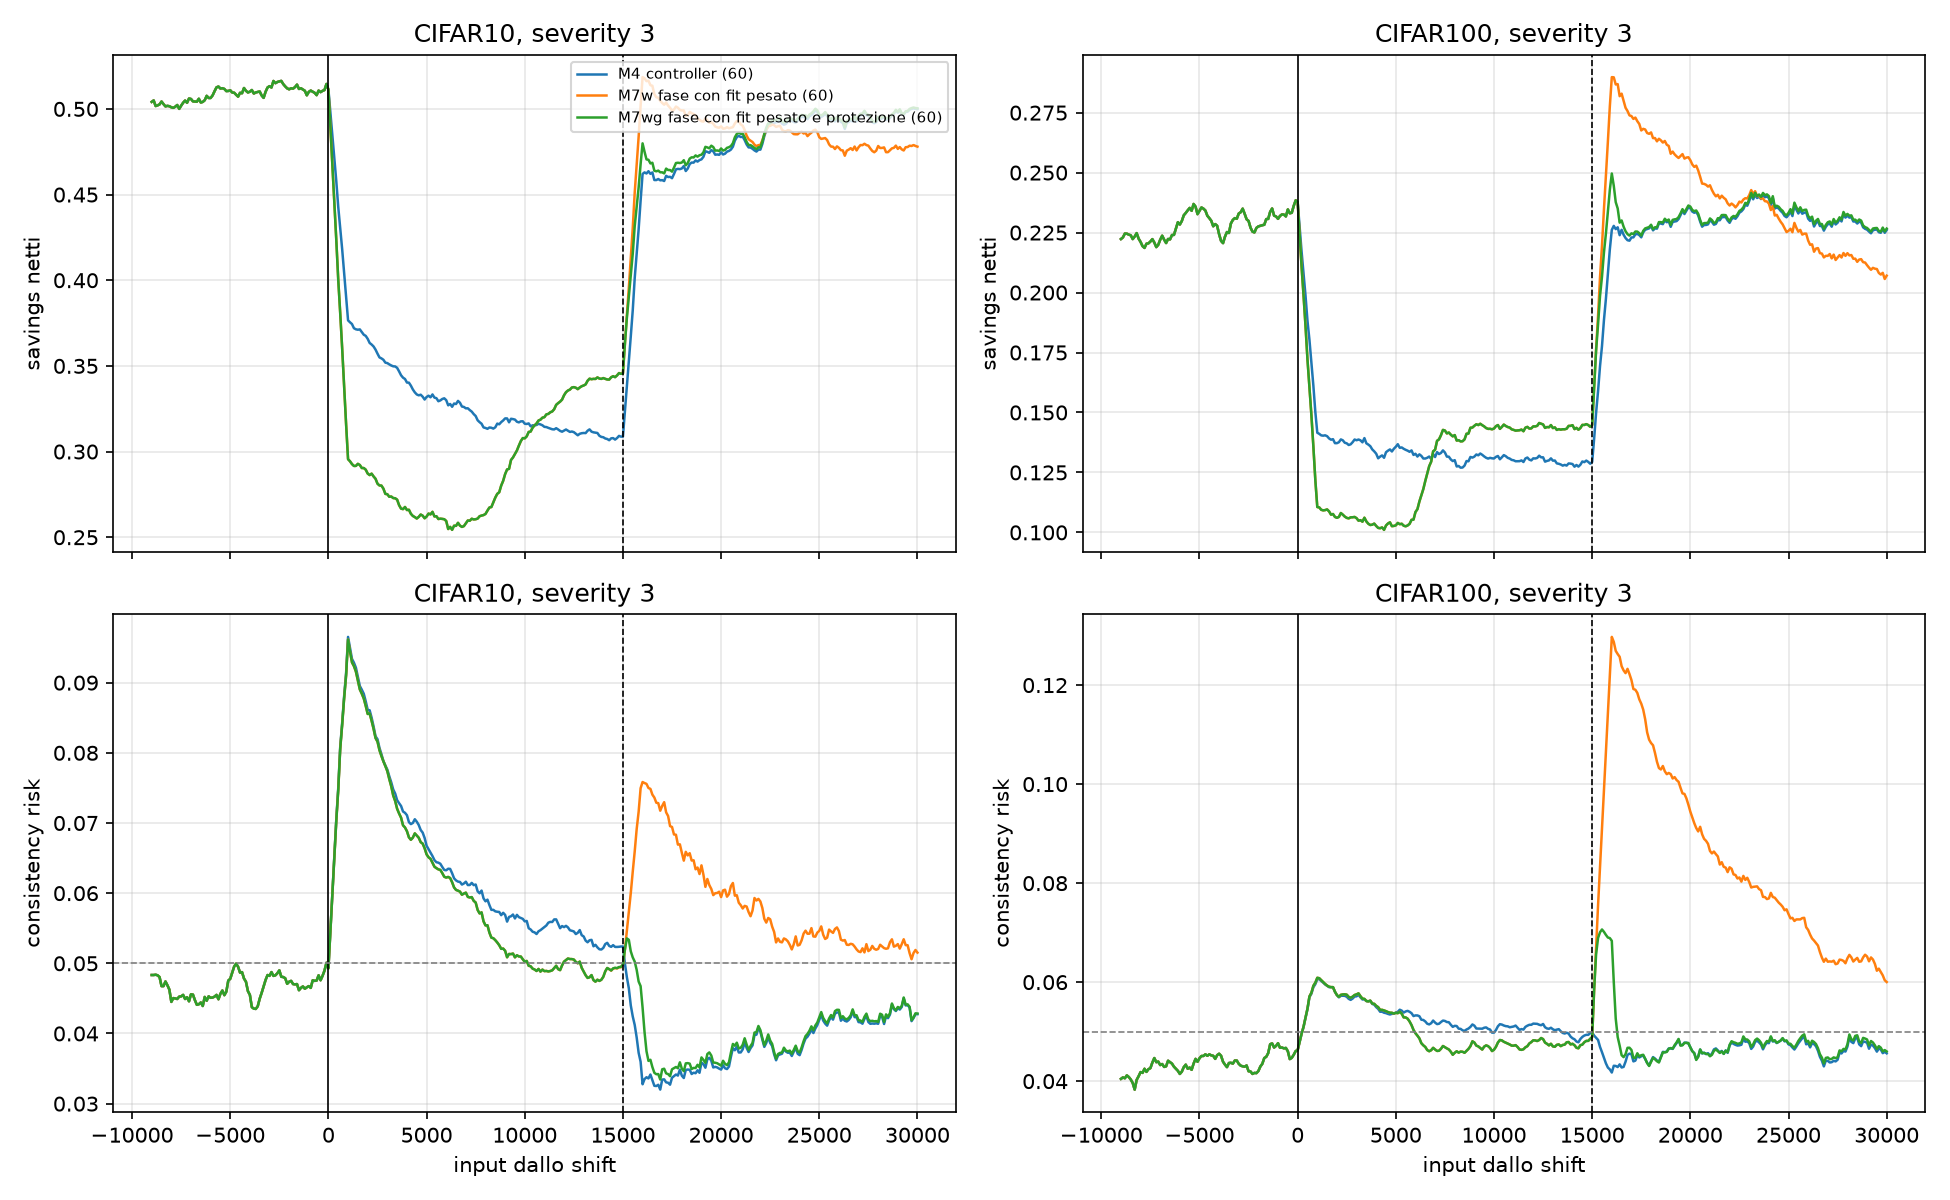 CIFAR10, severity 3
CIFAR100, severity 3
M4 controller (60)
M7w fase con fit pesato (60)
M7wg fase con fit pesato e protezione (60)
savings netti
0.50
0.45
0.40
0.35
0.30
0.25
savings netti
0.275
0.250
0.225
0.200
0.175
0.150
0.125
0.100
CIFAR10, severity 3
CIFAR100, severity 3
consistency risk
0.09
0.08
0.07
0.06
0.05
0.04
0.03
consistency risk
0.12
0.10
0.08
0.06
0.04
−10000 −5000 0 5000 10000 15000 20000 25000 30000
−10000 −5000 0 5000 10000 15000 20000 25000 30000
input dallo shift
input dallo shift